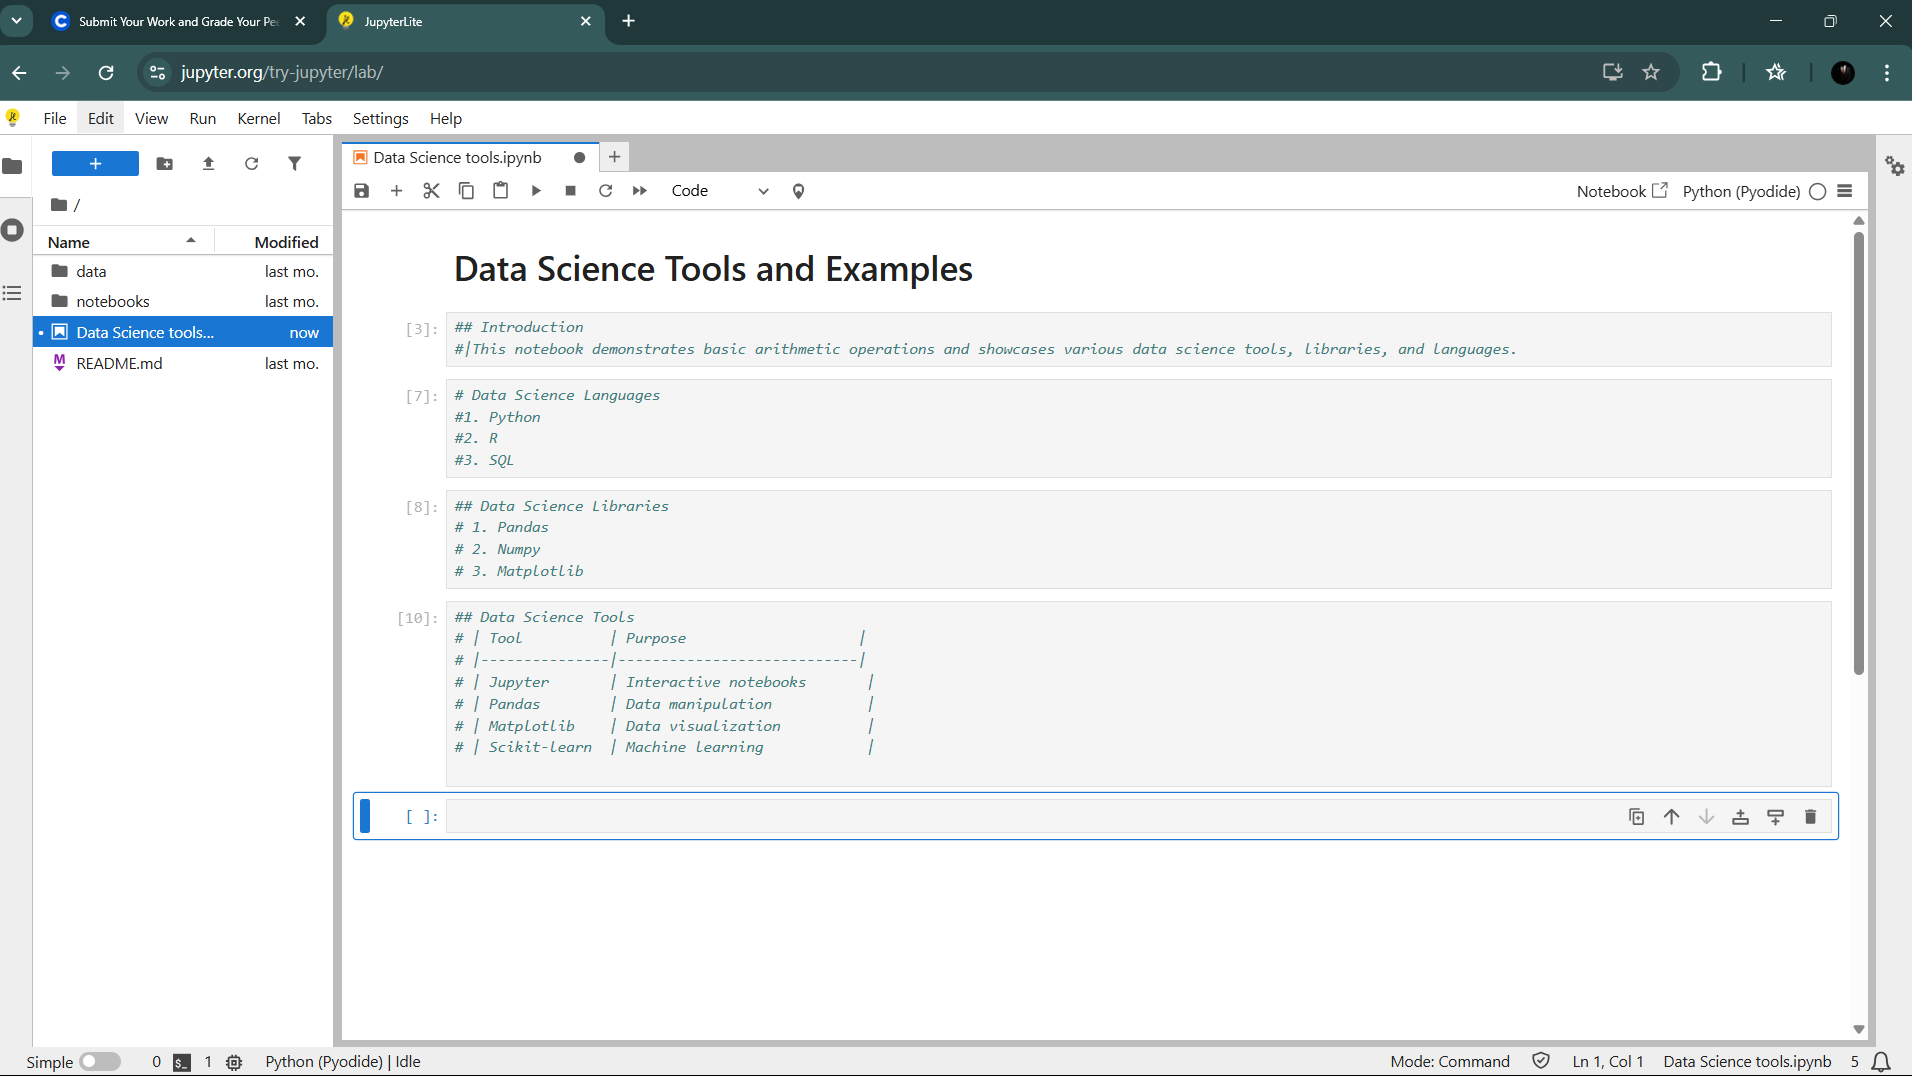 Submit Your Work and Grade Your Pe
JupyterLite
jupyter.org/try-jupyter/lab/
File Edit View Run Kernel Tabs Settings Help
Data Science tools.ipynb
Code
Notebook
Python (Pyodide)
/
Name
Modified
data last mo.
notebooks last mo.
Data Science tools... now
README.md last mo.
Data Science Tools and Examples
[3]:
## Introduction
#|This notebook demonstrates basic arithmetic operations and showcases various data science tools, libraries, and languages.
[7]:
# Data Science Languages
#1. Python
#2. R
#3. SQL
[8]:
## Data Science Libraries
# 1. Pandas
# 2. Numpy
# 3. Matplotlib
[10]:
## Data Science Tools
# | Tool          | Purpose                    |
# |---------------|----------------------------|
# | Jupyter       | Interactive notebooks       |
# | Pandas        | Data manipulation           |
# | Matplotlib    | Data visualization          |
# | Scikit-learn  | Machine learning            |
[ ]:
Simple 0 1 Python (Pyodide) | Idle
Mode: Command Ln 1, Col 1 Data Science tools.ipynb 5